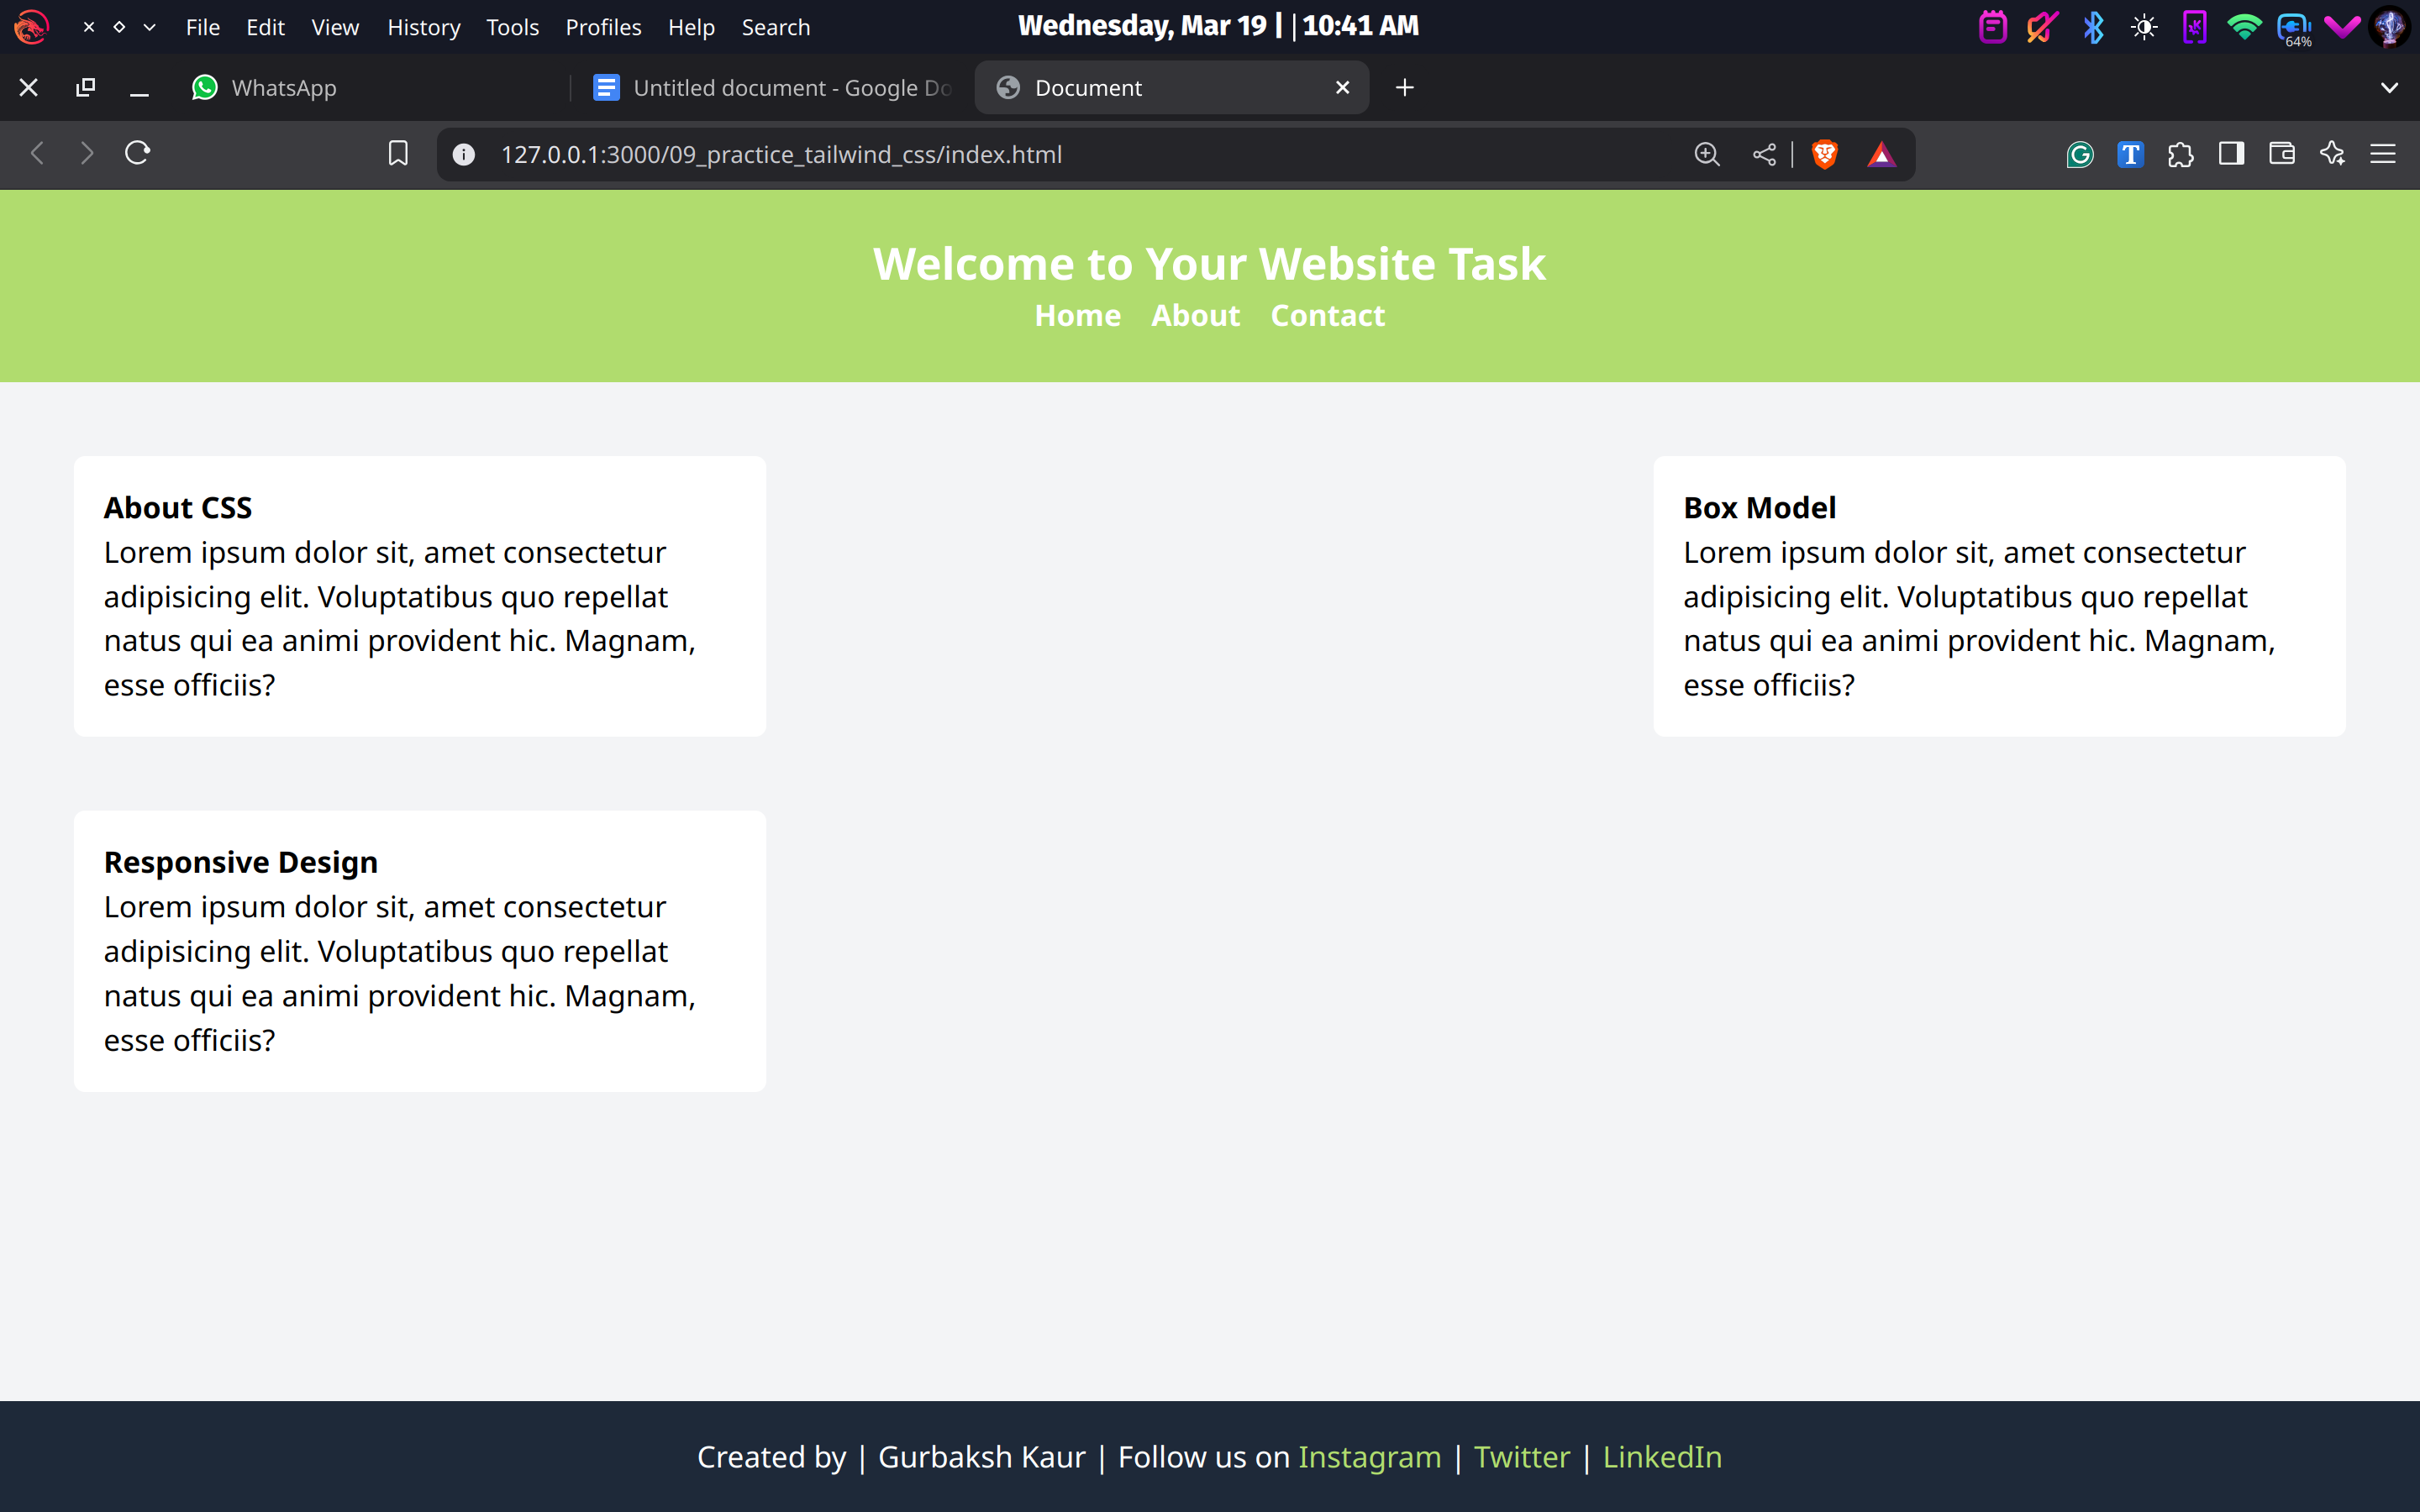 File Edit View History Tools Profiles Help Search
Wednesday, Mar 19 | | 10:41 AM
64%
WhatsApp
Untitled document - Google Do
Document
127.0.0.1:3000/09_practice_tailwind_css/index.html
Welcome to Your Website Task
Home About Contact
About CSS
Lorem ipsum dolor sit, amet consectetur
adipisicing elit. Voluptatibus quo repellat
natus qui ea animi provident hic. Magnam,
esse officiis?
Box Model
Lorem ipsum dolor sit, amet consectetur
adipisicing elit. Voluptatibus quo repellat
natus qui ea animi provident hic. Magnam,
esse officiis?
Responsive Design
Lorem ipsum dolor sit, amet consectetur
adipisicing elit. Voluptatibus quo repellat
natus qui ea animi provident hic. Magnam,
esse officiis?
Created by | Gurbaksh Kaur | Follow us on Instagram | Twitter | LinkedIn